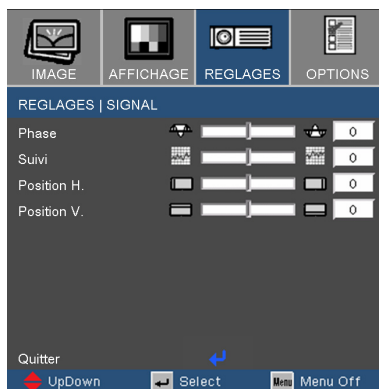 IMAGE AFFICHAGE REGLAGES OPTIONS
REGLAGES | SIGNAL
Phase 0
Suivi 0
Position H. 0
Position V. 0
Quitter
UpDown Select Menu Menu Off